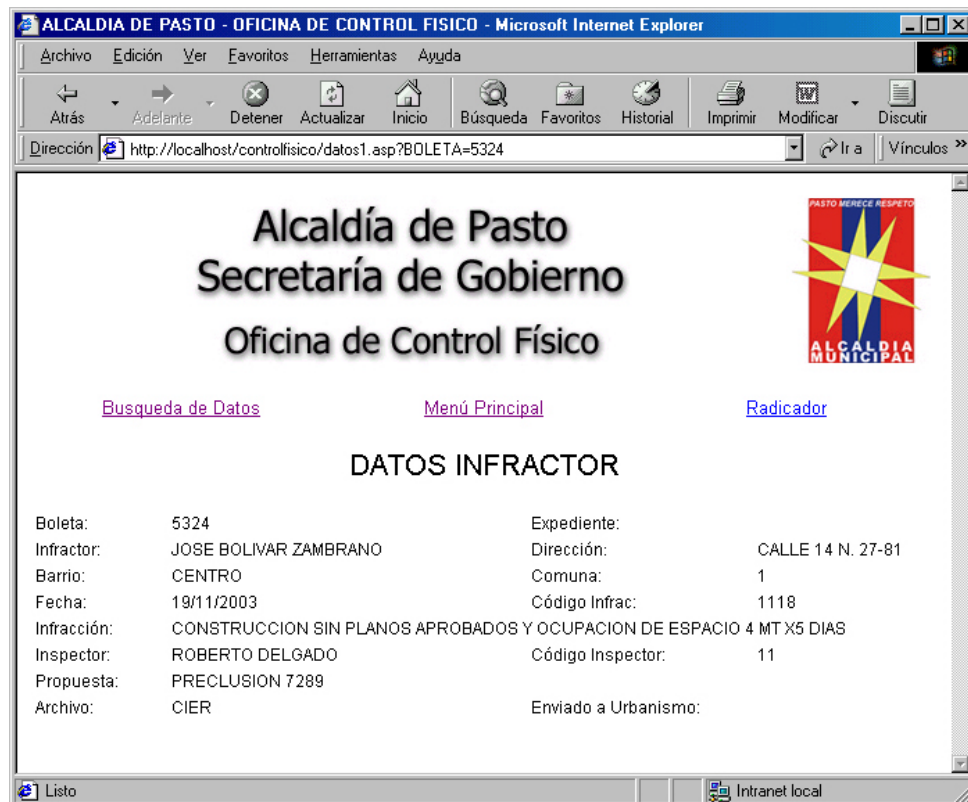 ALCALDIA DE PASTO - OFICINA DE CONTROL FISICO - Microsoft Internet Explorer
Archivo Edición Ver Favoritos Herramientas Ayuda
Atrás Adelante Detener Actualizar Inicio Búsqueda Favoritos Historial Imprimir Modificar Discutir
Dirección http://localhost/controlfisico/datos1.asp?BOLETA=5324 Ir a Vínculos »
PASTO MERECE RESPETO
Alcaldía de Pasto
Secretaría de Gobierno
Oficina de Control Físico
ALCALDIA
MUNICIPAL
Busqueda de Datos Menú Principal Radicador
DATOS INFRACTOR
Boleta: 5324 Expediente:
Infractor: JOSE BOLIVAR ZAMBRANO Dirección: CALLE 14 N. 27-81
Barrio: CENTRO Comuna: 1
Fecha: 19/11/2003 Código Infrac: 1118
Infracción: CONSTRUCCION SIN PLANOS APROBADOS Y OCUPACION DE ESPACIO 4 MT X5 DIAS
Inspector: ROBERTO DELGADO Código Inspector: 11
Propuesta: PRECLUSION 7289
Archivo: CIER Enviado a Urbanismo:
Listo Intranet local